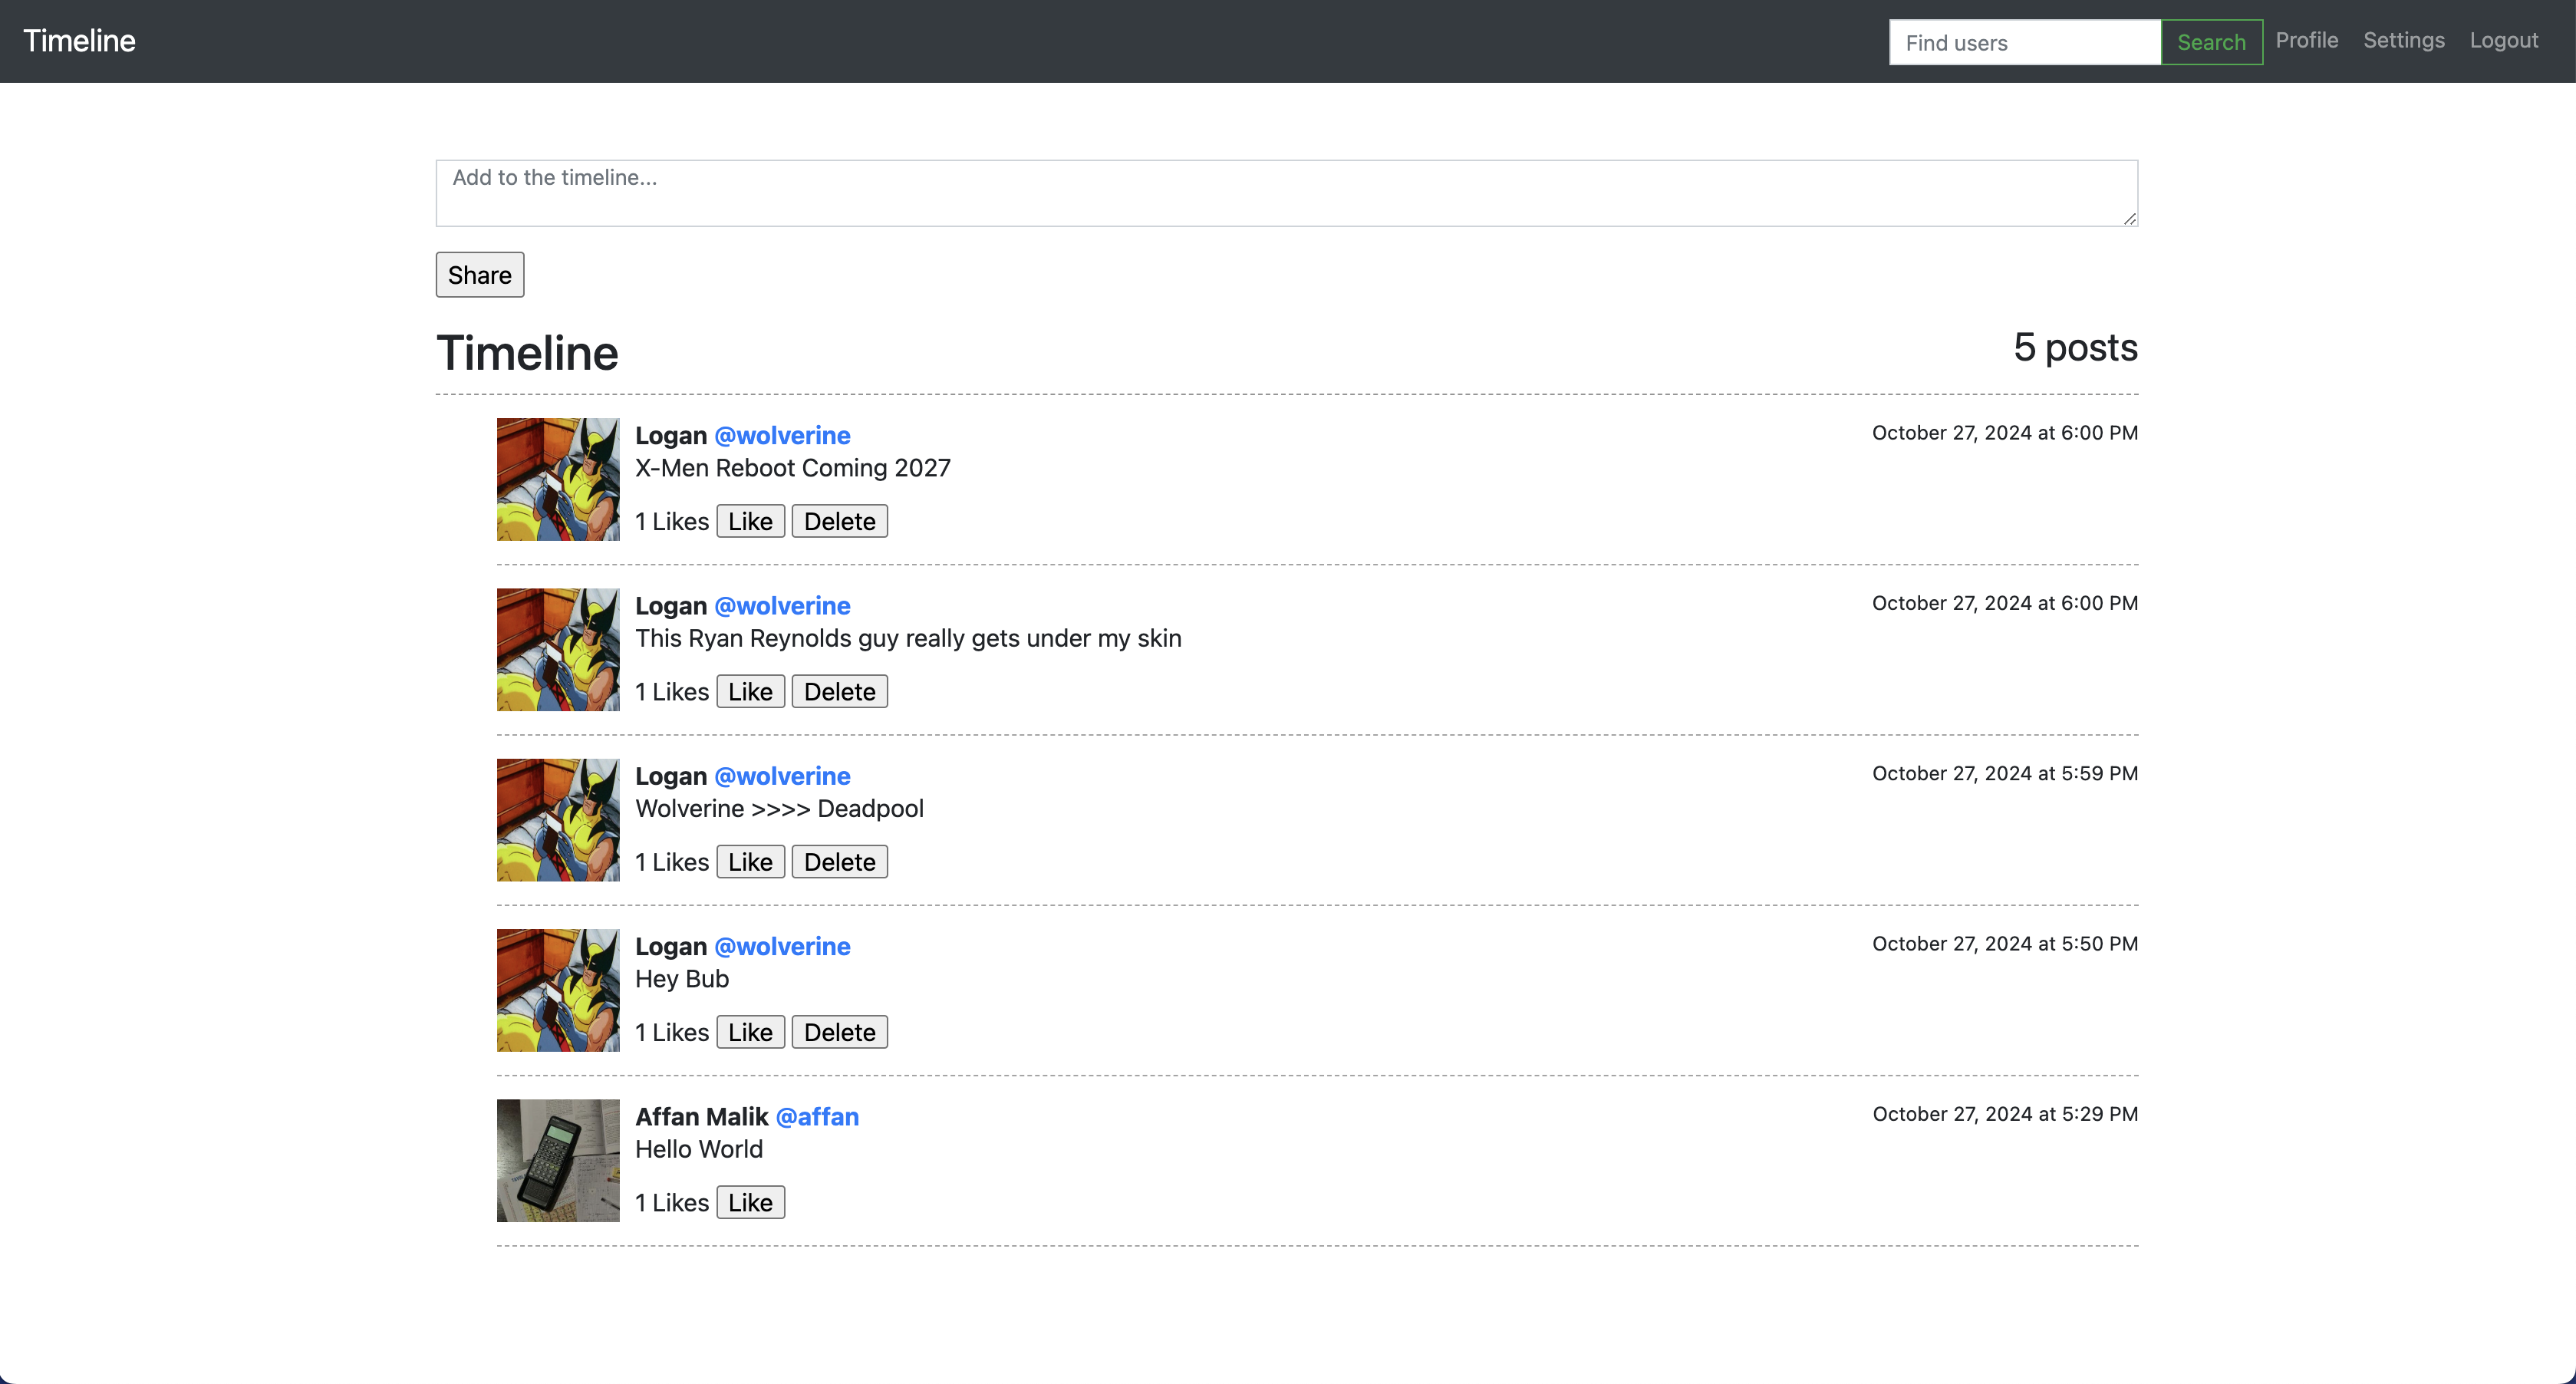 Timeline
Find users Search Profile Settings Logout
Add to the timeline...
Share
Timeline
5 posts
Logan @wolverine
October 27, 2024 at 6:00 PM
X-Men Reboot Coming 2027
1 Likes Like Delete
Logan @wolverine
October 27, 2024 at 6:00 PM
This Ryan Reynolds guy really gets under my skin
1 Likes Like Delete
Logan @wolverine
October 27, 2024 at 5:59 PM
Wolverine >>>> Deadpool
1 Likes Like Delete
Logan @wolverine
October 27, 2024 at 5:50 PM
Hey Bub
1 Likes Like Delete
Affan Malik @affan
October 27, 2024 at 5:29 PM
Hello World
1 Likes Like